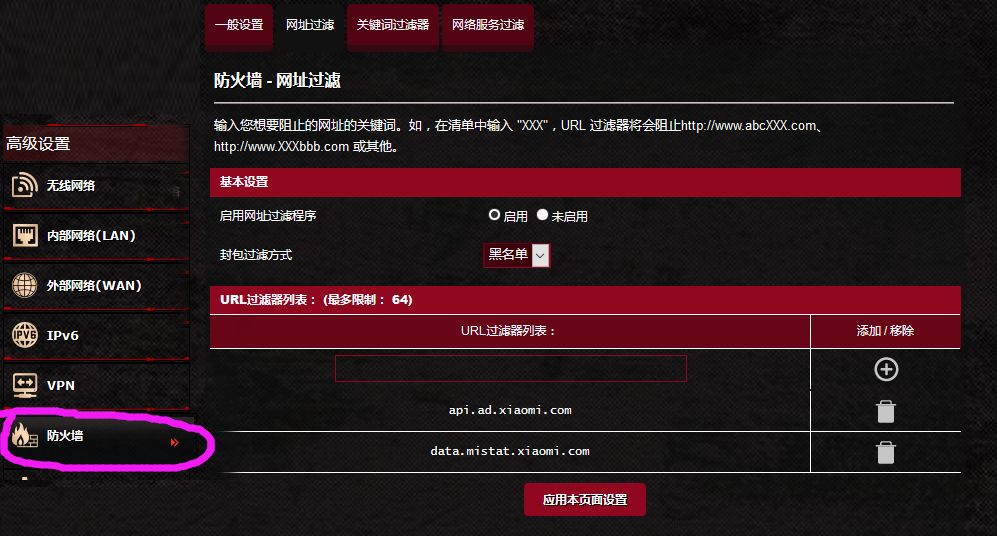 一般设置 网址过滤 关键词过滤器 网络服务过滤
防火墙 - 网址过滤
输入您想要阻止的网址的关键词。如，在清单中输入 "XXX"，URL 过滤器将会阻止http://www.abcXXX.com、
http://www.XXXbbb.com 或其他。
高级设置
无线网络
内部网络(LAN)
外部网络(WAN)
IPV6 IPv6
VPN
防火墙
基本设置
启用网址过滤程序 启用 未启用
封包过滤方式 黑名单
URL过滤器列表： (最多限制： 64)
URL过滤器列表： 添加 / 移除
api.ad.xiaomi.com
data.mistat.xiaomi.com
应用本页面设置